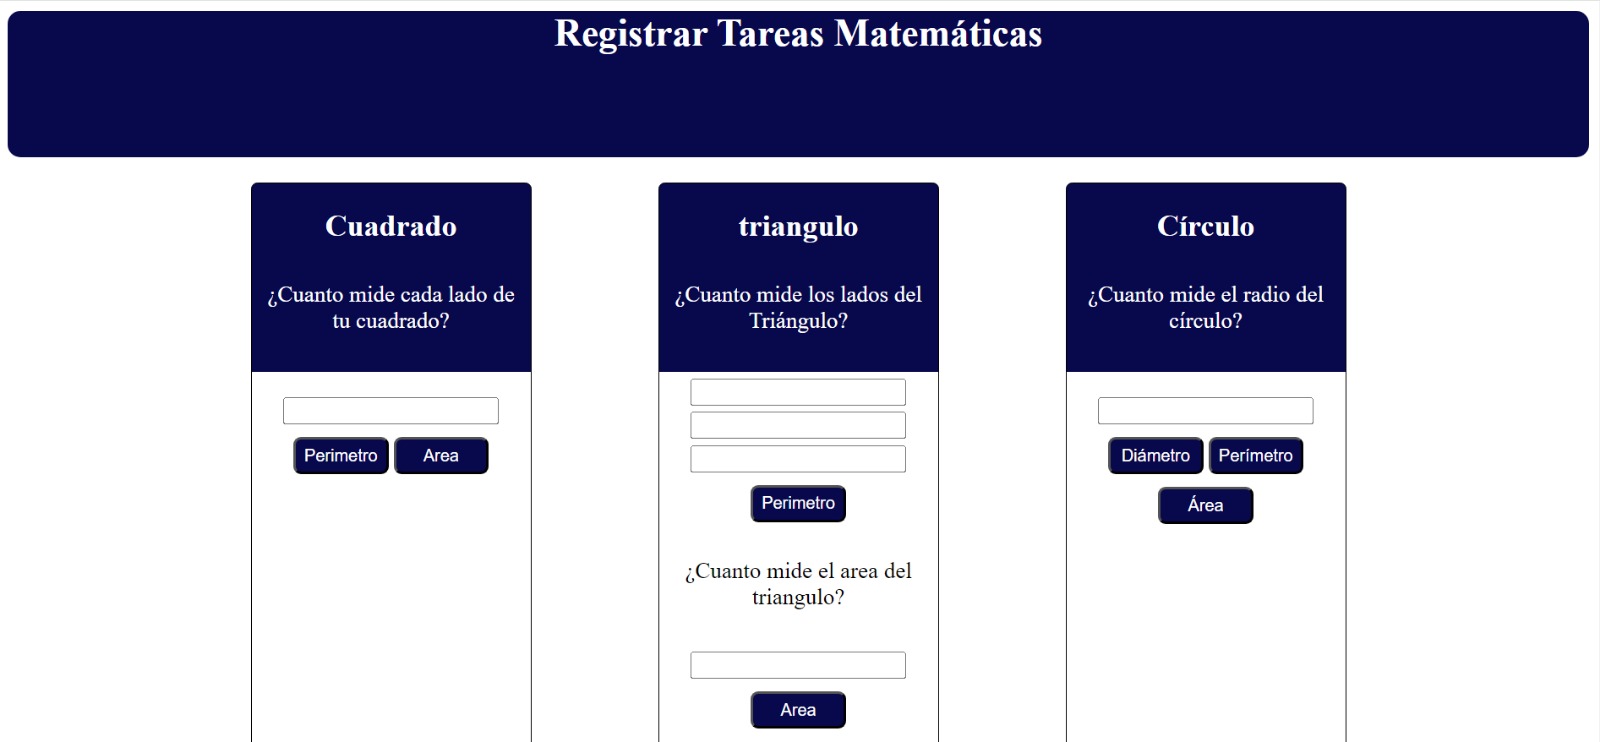 Registrar Tareas Matemáticas
Cuadrado
¿Cuanto mide cada lado de
tu cuadrado?
Perimetro
Area
triangulo
¿Cuanto mide los lados del
Triángulo?
Perimetro
¿Cuanto mide el area del
triangulo?
Area
Círculo
¿Cuanto mide el radio del
círculo?
Diámetro
Perímetro
Área